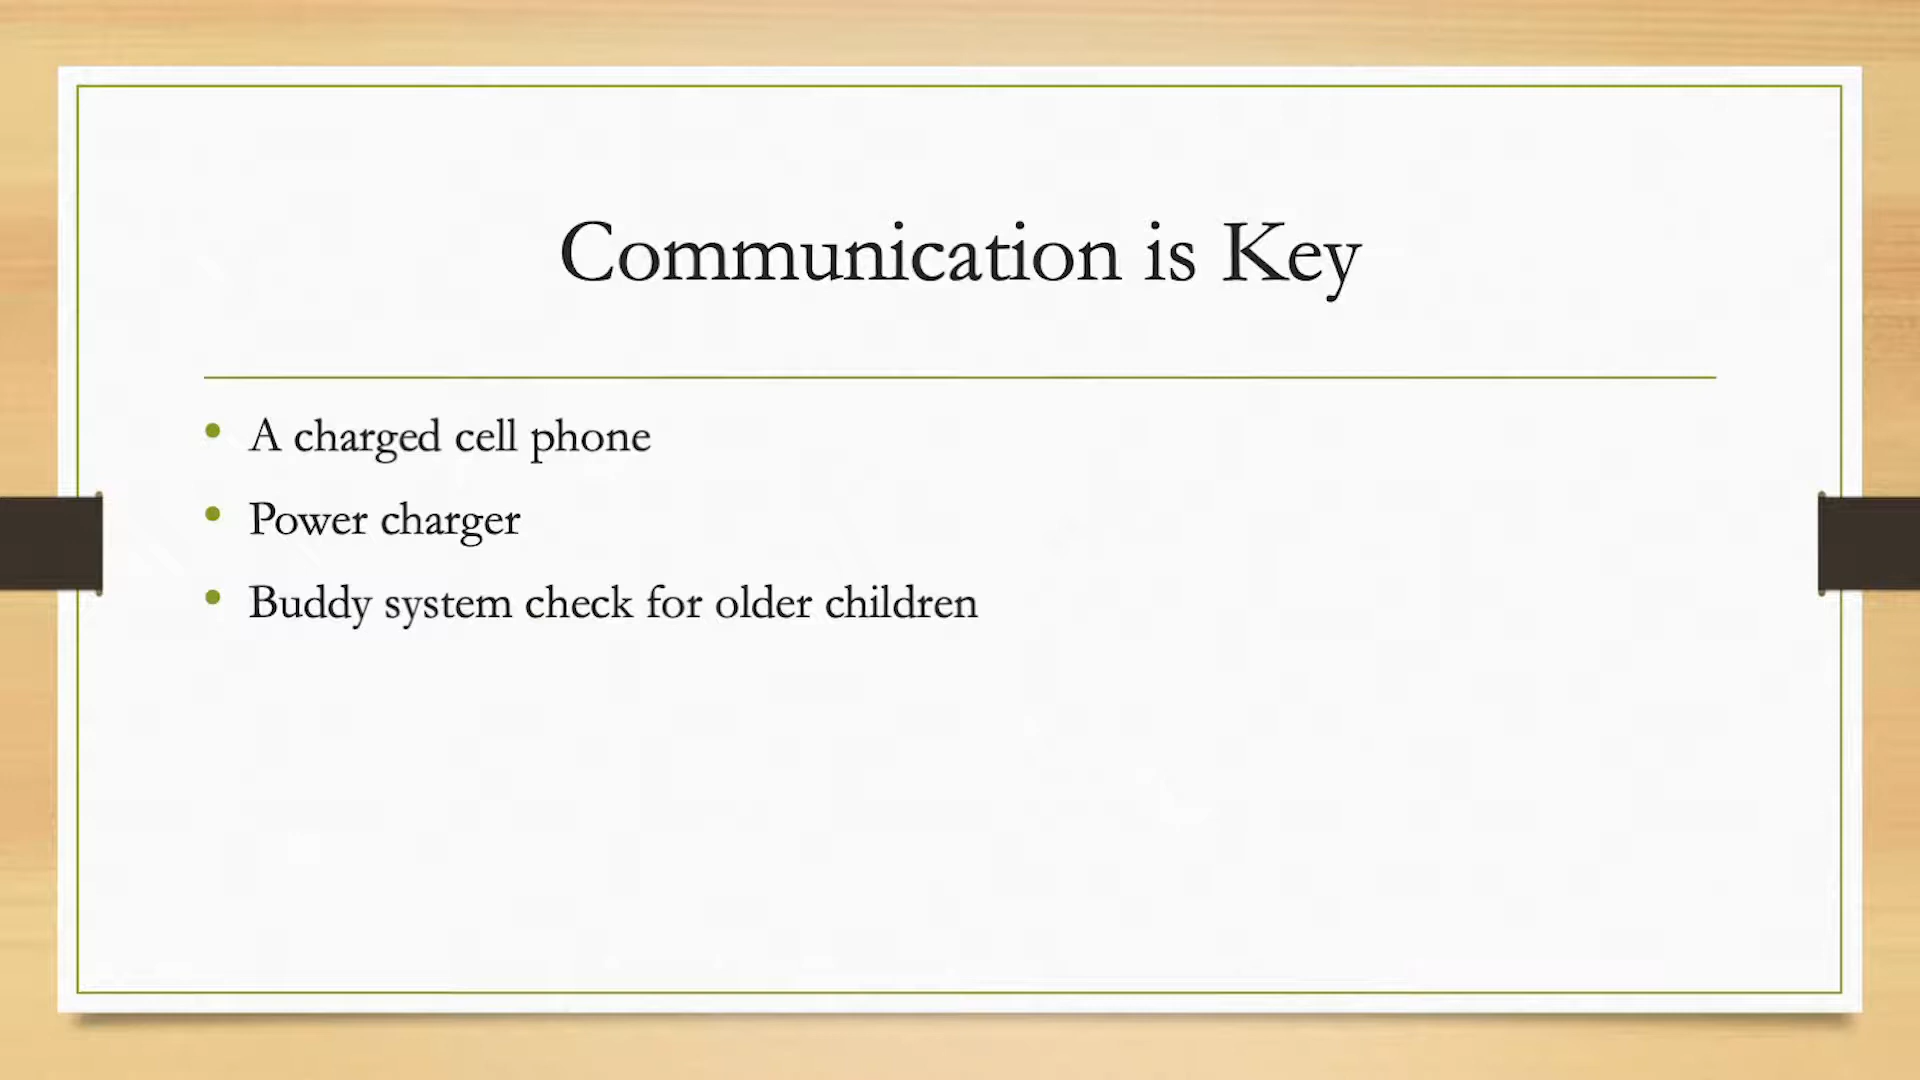 Communication is Key
• A charged cell phone
• Power charger
• Buddy system check for older children